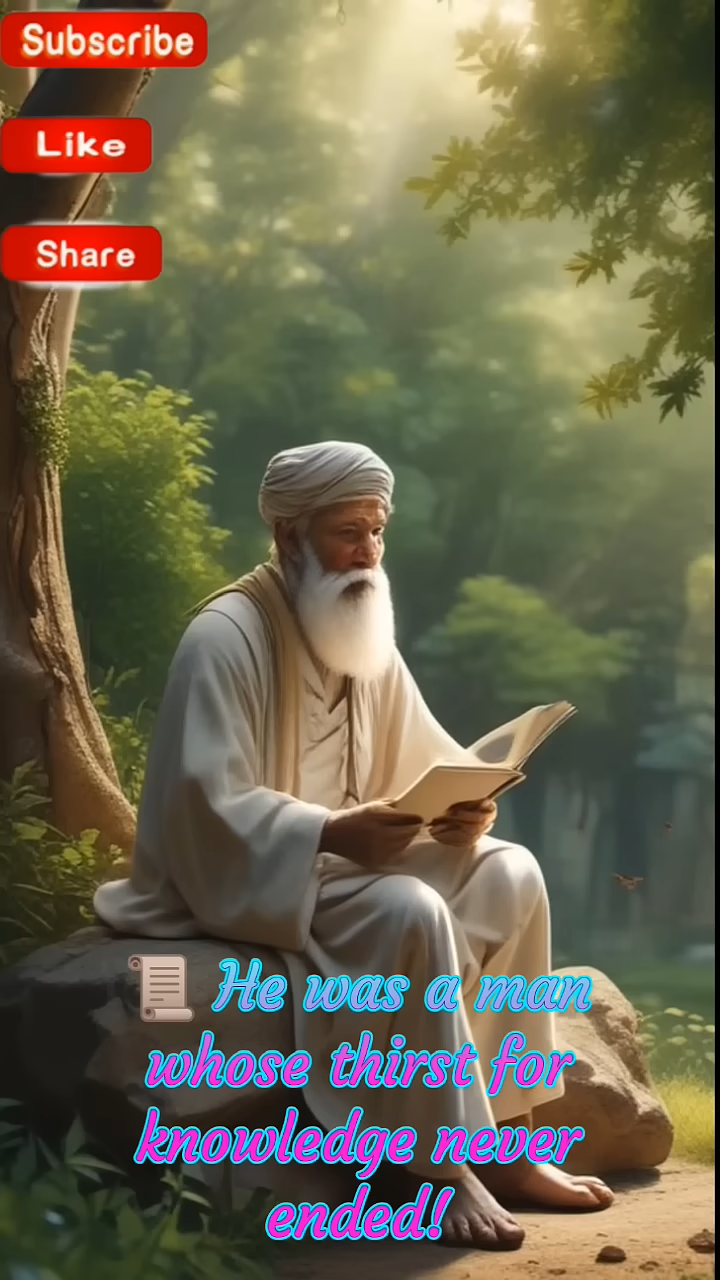 Subscribe
Like
Share
📜 He was a man
whose thirst for
knowledge never
ended!